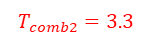 T_comb2 = 3.3